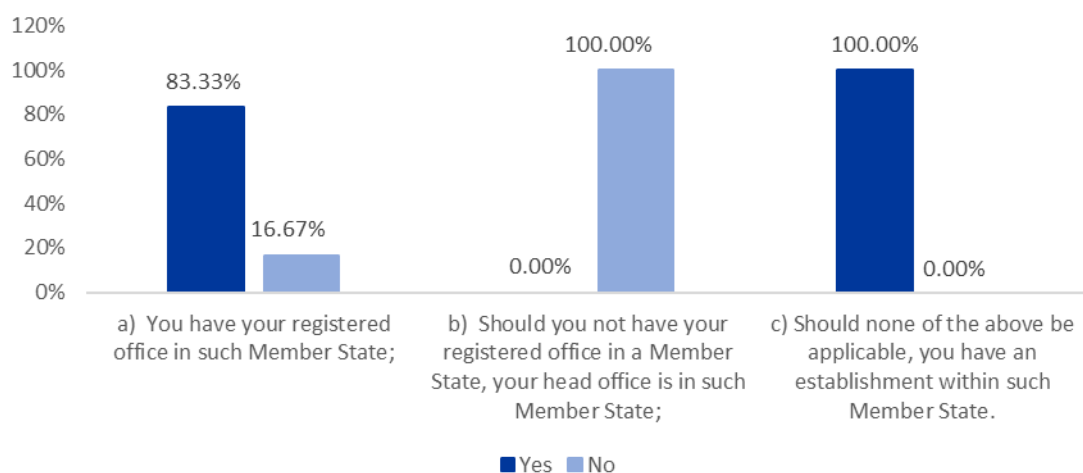 120%
100%
80%
60%
40%
20%
0%
83.33%
16.67%
0.00%
100.00%
100.00%
0.00%
a) You have your registered
office in such Member State;
b) Should you not have your
registered office in a Member
State, your head office is in such
Member State;
c) Should none of the above be
applicable, you have an
establishment within such
Member State.
Yes No